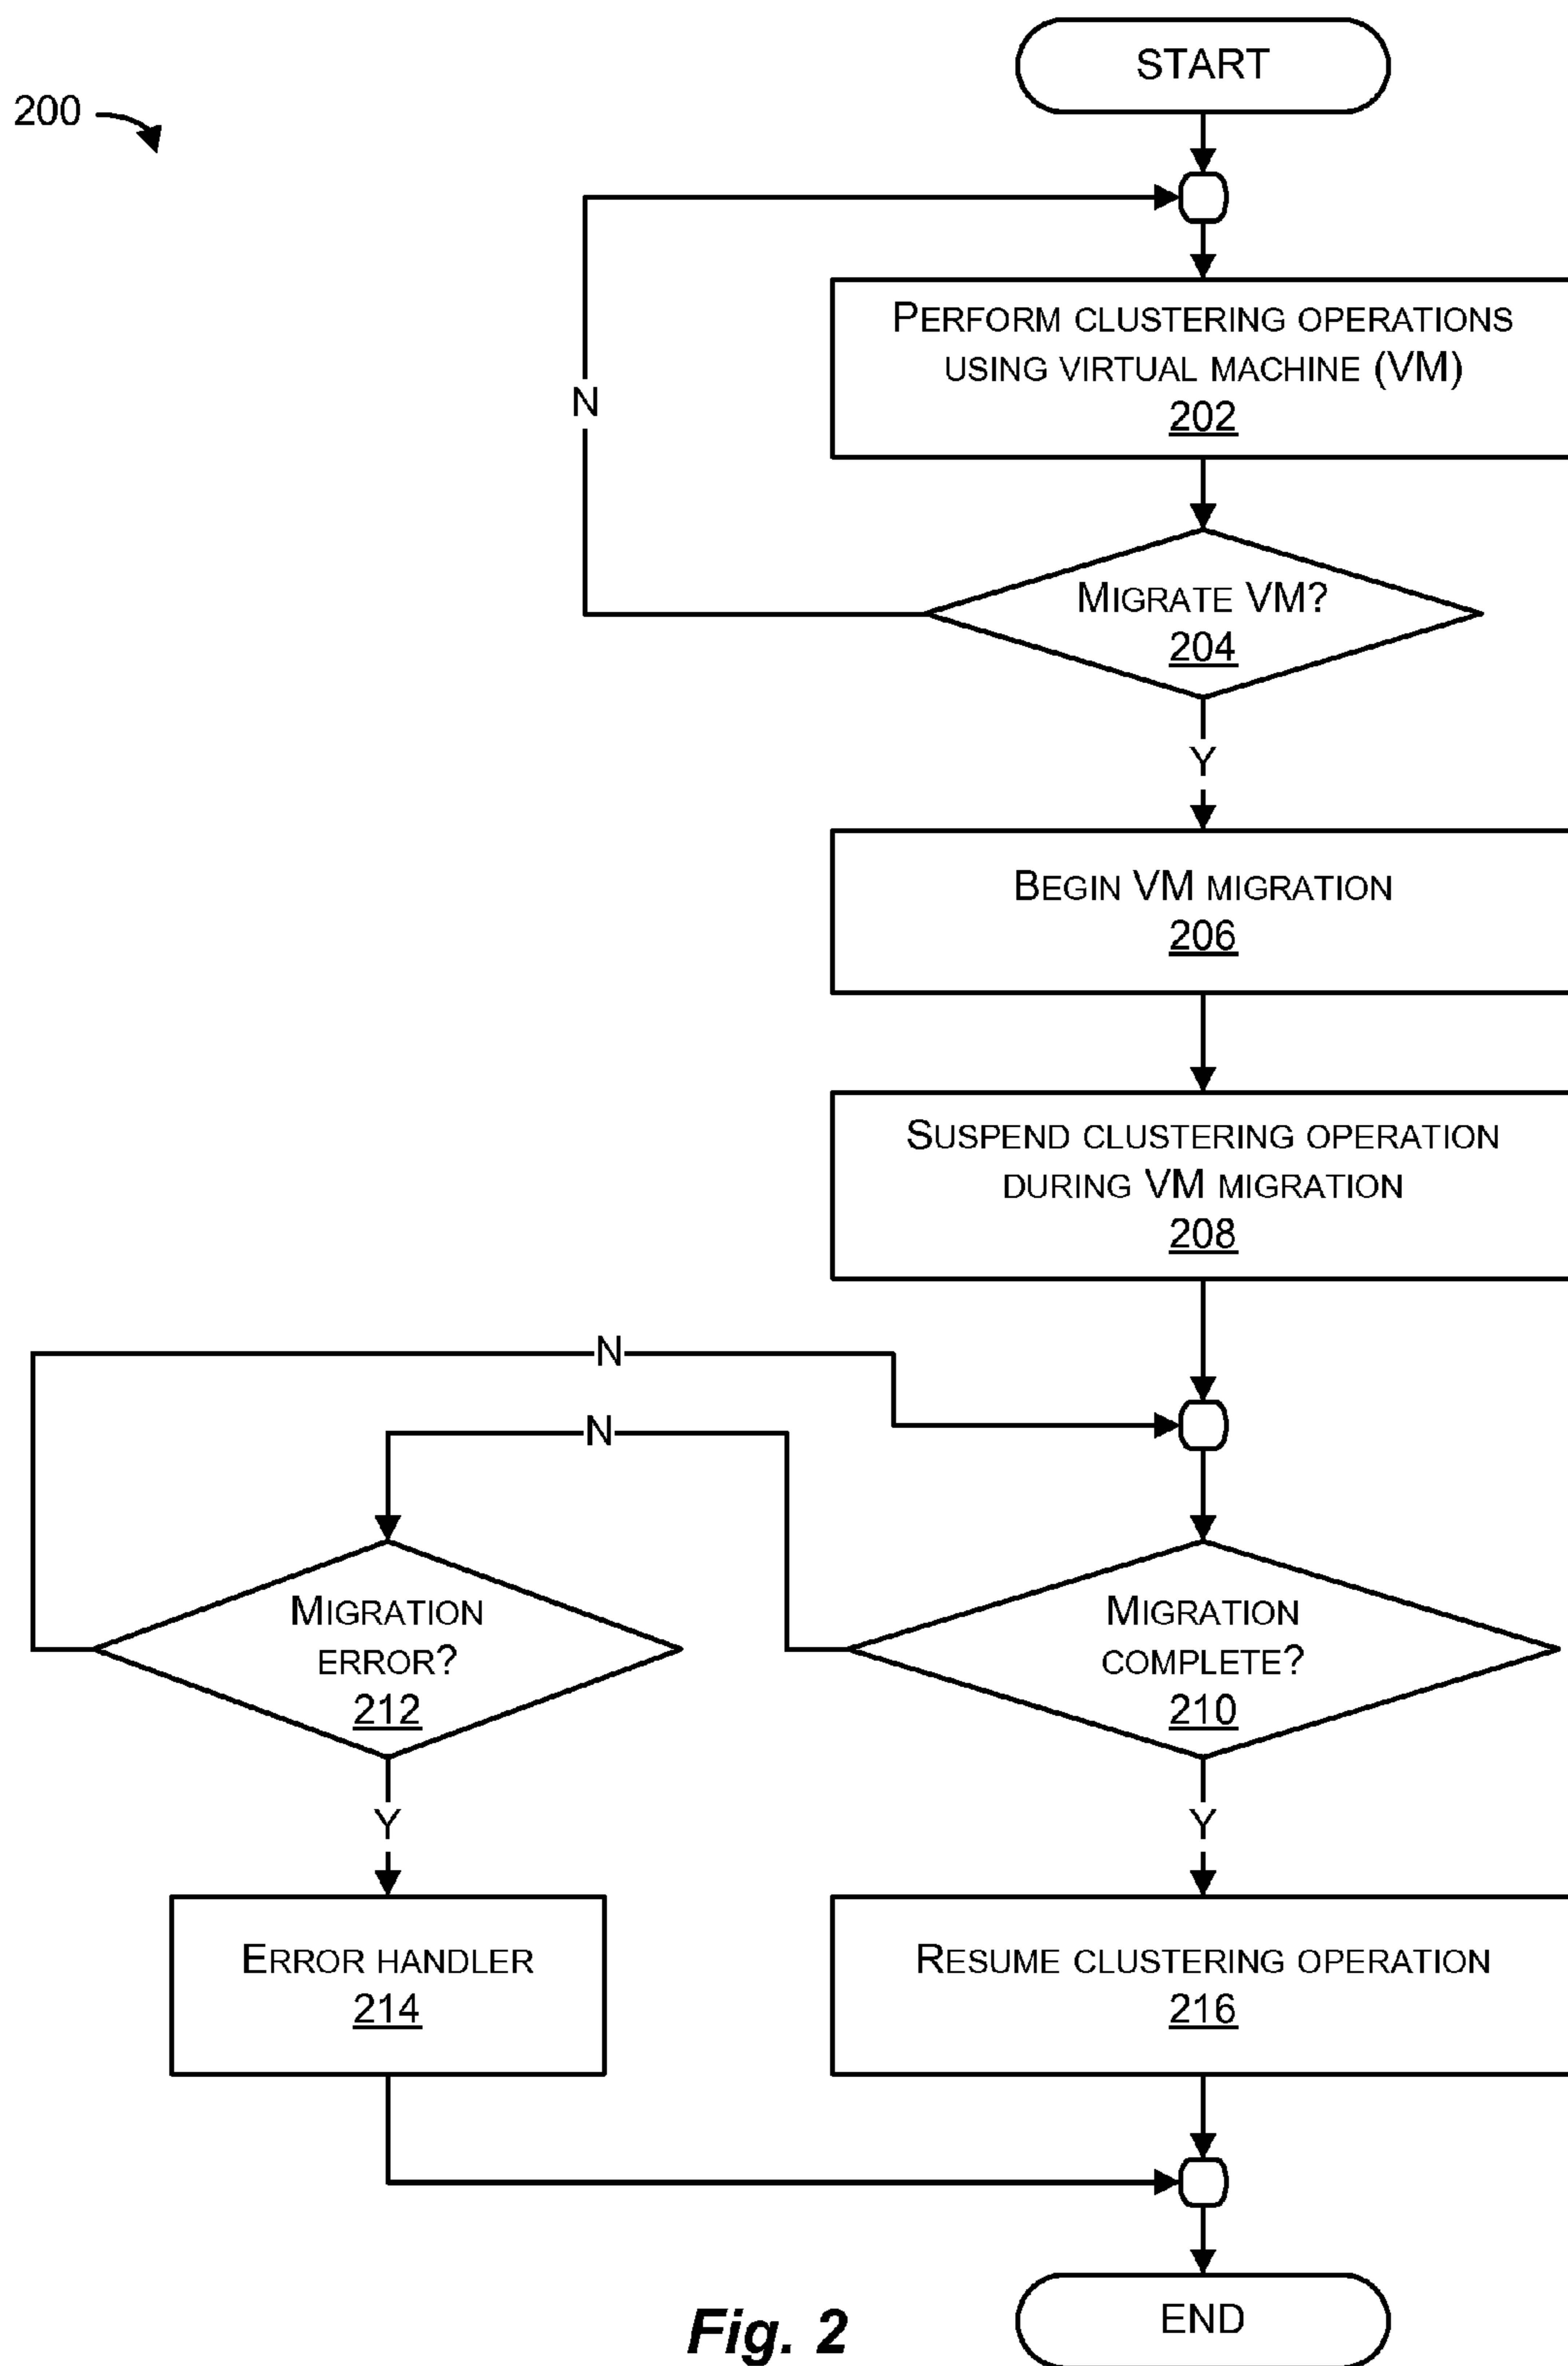 START
200
PERFORM CLUSTERING OPERATIONS
USING VIRTUAL MACHINE (VM)
202
N
MIGRATE VM?
204
Y
BEGIN VM MIGRATION
206
SUSPEND CLUSTERING OPERATION
DURING VM MIGRATION
208
N
N
MIGRATION
ERROR?
212
MIGRATION
COMPLETE?
210
Y
Y
ERROR HANDLER
214
RESUME CLUSTERING OPERATION
216
END
Fig. 2